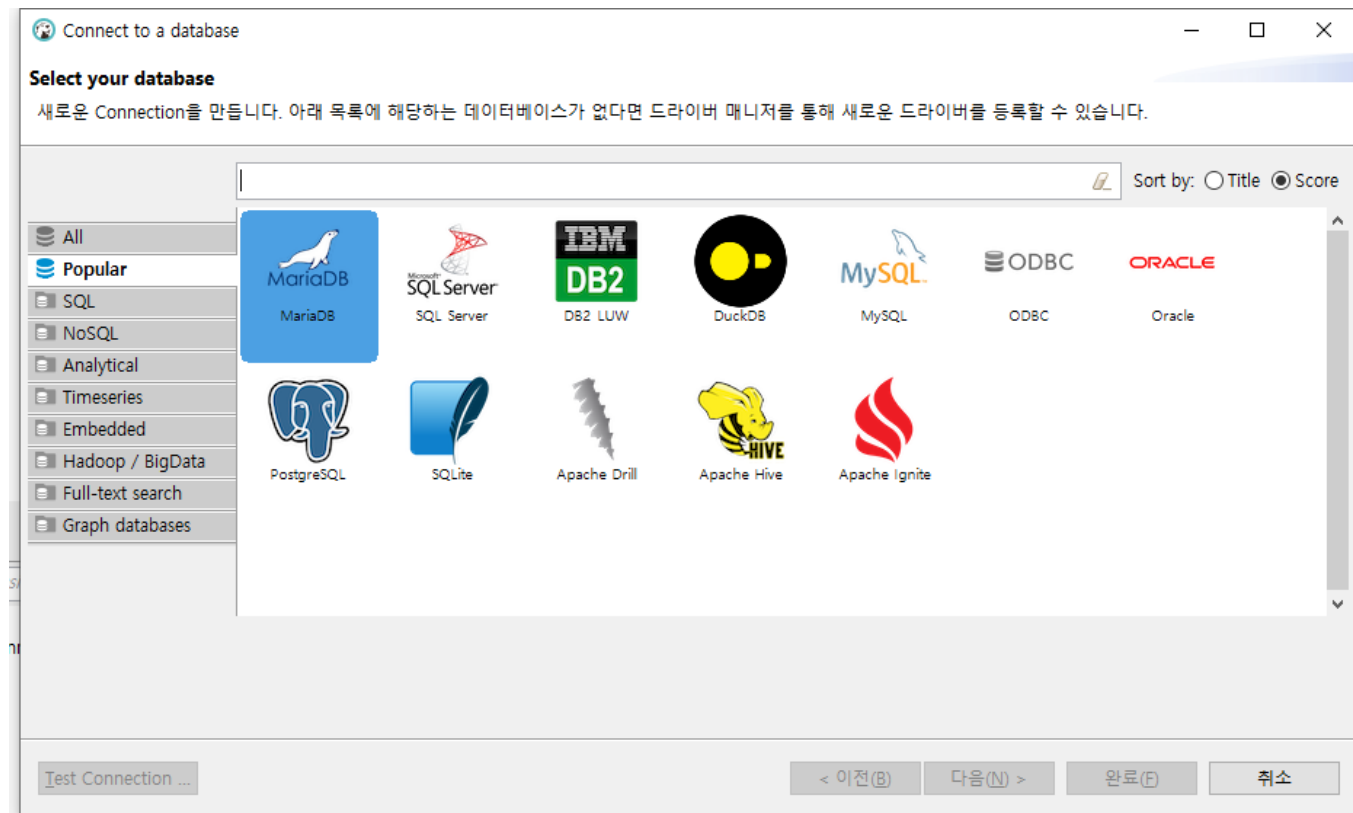 Connect to a database
Select your database
새로운 Connection을 만듭니다. 아래 목록에 해당하는 데이터베이스가 없다면 드라이버 매니저를 통해 새로운 드라이버를 등록할 수 있습니다.
Sort by: Title Score
All
Popular
SQL
NoSQL
Analytical
Timeseries
Embedded
Hadoop / BigData
Full-text search
Graph databases
MariaDB Microsoft SQL Server IBM DB2 MySQL ODBC ORACLE
MariaDB SQL Server DB2 LUW DuckDB MySQL ODBC Oracle
HIVE
PostgreSQL SQLite Apache Drill Apache Hive Apache Ignite
Test Connection ... < 이전(B) 다음(N) > 완료(F) 취소